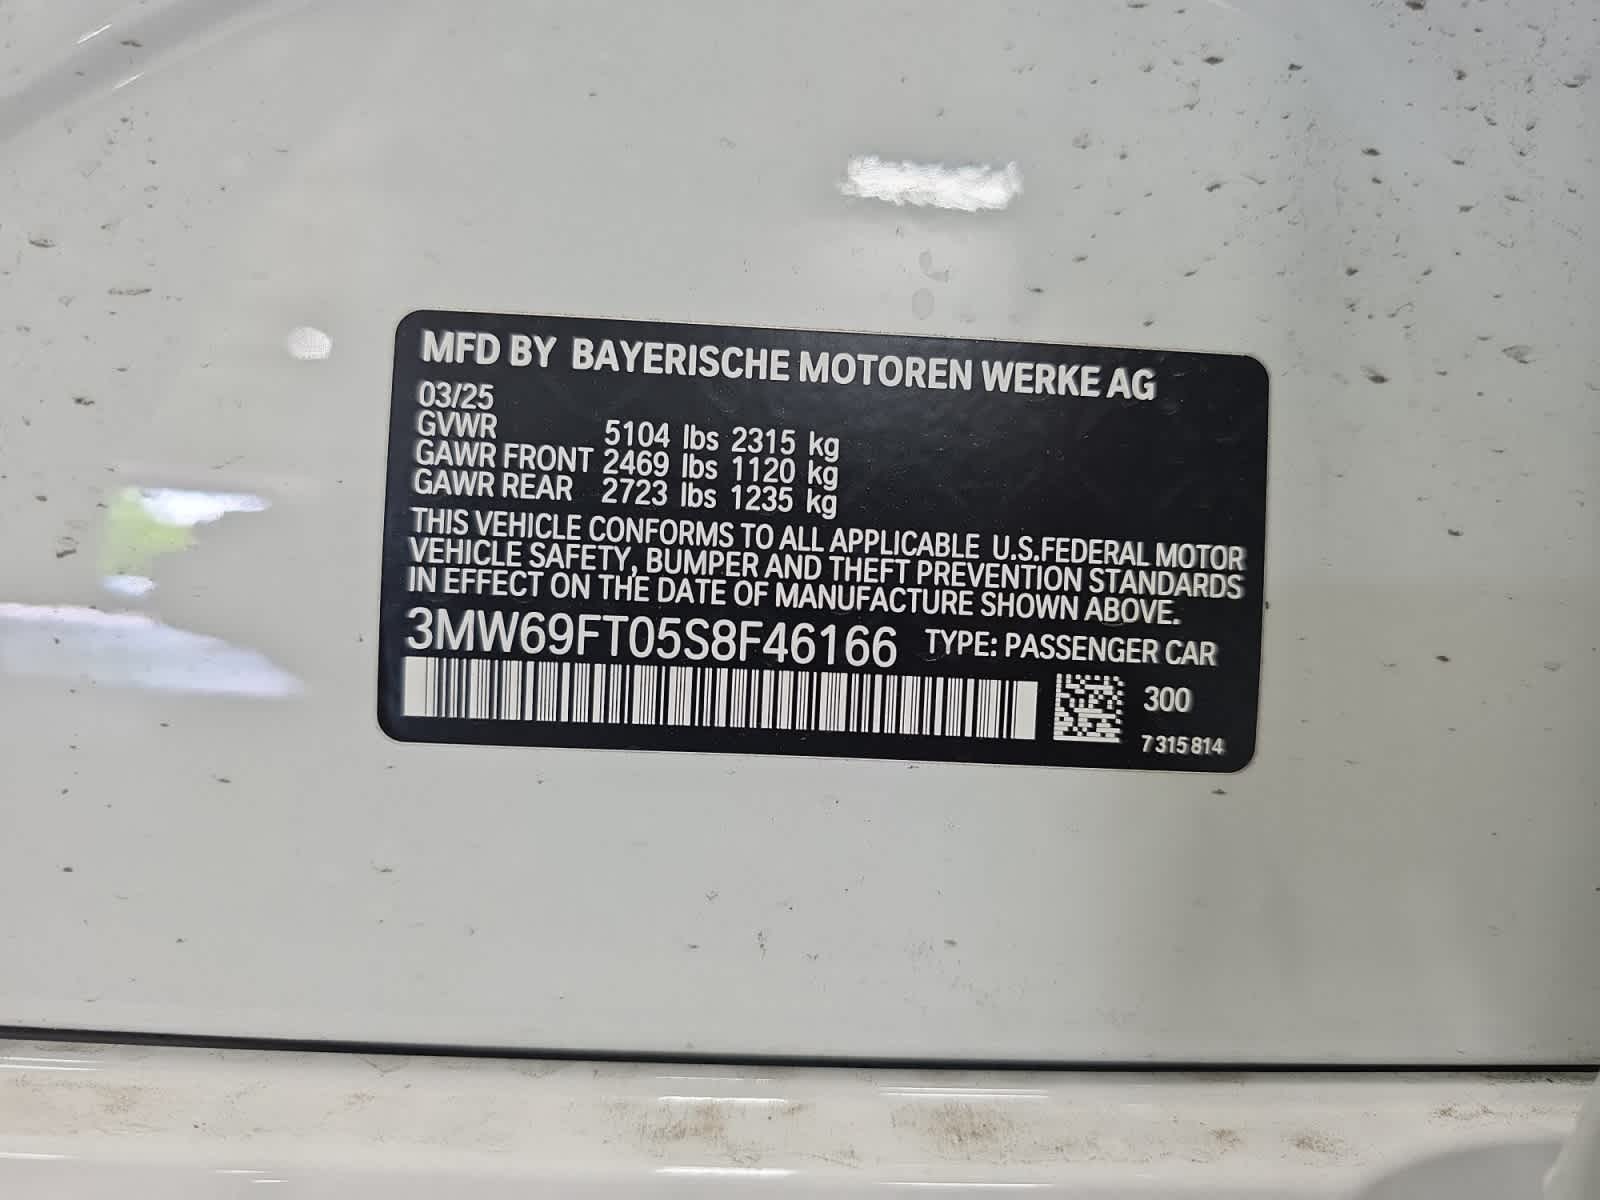 MFD BY BAYERISCHE MOTOREN WERKE AG
03/25
GVWR 5104 lbs 2315 kg
GAWR FRONT 2469 lbs 1120 kg
GAWR REAR 2723 lbs 1235 kg
THIS VEHICLE CONFORMS TO ALL APPLICABLE U.S.FEDERAL MOTOR
VEHICLE SAFETY, BUMPER AND THEFT PREVENTION STANDARDS
IN EFFECT ON THE DATE OF MANUFACTURE SHOWN ABOVE.
3MW69FT05S8F46166 TYPE: PASSENGER CAR
300
7 315 814